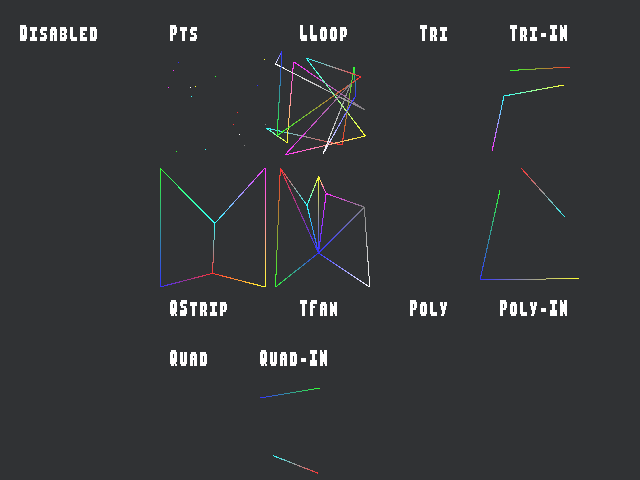 Disabled Pts LLoop Tri Tri-IN
QStrip TFan Poly Poly-IN
Quad Quad-IN